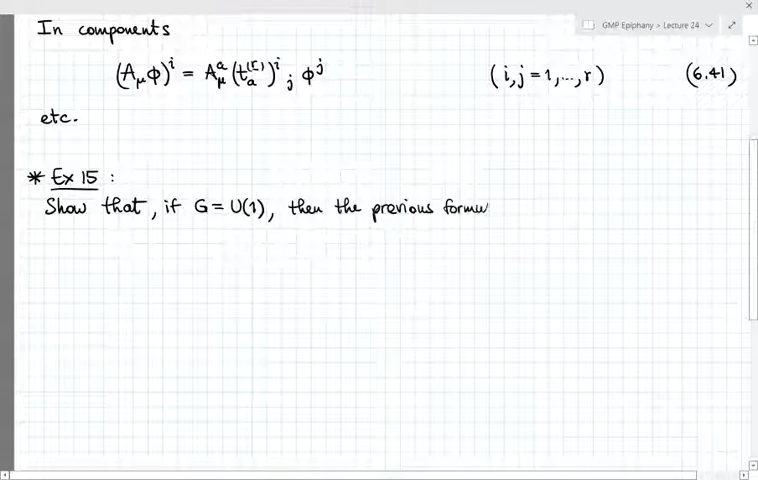 GMP Epiphany > Lecture 24
In components
(A_μ ϕ)^i = A_μ^a (t_a^{(r)})^i_j ϕ^j (i,j = 1,...,r) (6.41)
etc.
* Ex 15 :
Show that, if G = U(1), then the previous formu